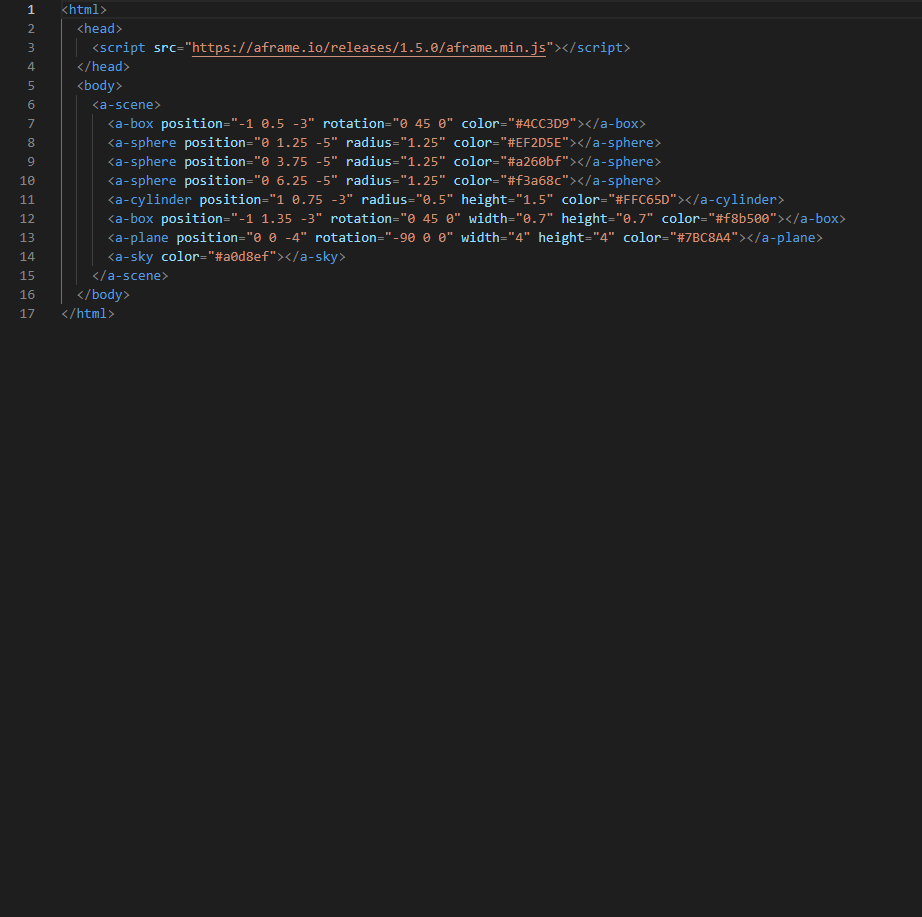 1 <html>
2 <head>
3 <script src="https://aframe.io/releases/1.5.0/aframe.min.js"></script>
4 </head>
5 <body>
6 <a-scene>
7 <a-box position="-1 0.5 -3" rotation="0 45 0" color="#4CC3D9"></a-box>
8 <a-sphere position="0 1.25 -5" radius="1.25" color="#EF2D5E"></a-sphere>
9 <a-sphere position="0 3.75 -5" radius="1.25" color="#a260bf"></a-sphere>
10 <a-sphere position="0 6.25 -5" radius="1.25" color="#f3a68c"></a-sphere>
11 <a-cylinder position="1 0.75 -3" radius="0.5" height="1.5" color="#FFC65D"></a-cylinder>
12 <a-box position="-1 1.35 -3" rotation="0 45 0" width="0.7" height="0.7" color="#f8b500"></a-box>
13 <a-plane position="0 0 -4" rotation="-90 0 0" width="4" height="4" color="#7BC8A4"></a-plane>
14 <a-sky color="#a0d8ef"></a-sky>
15 </a-scene>
16 </body>
17 </html>